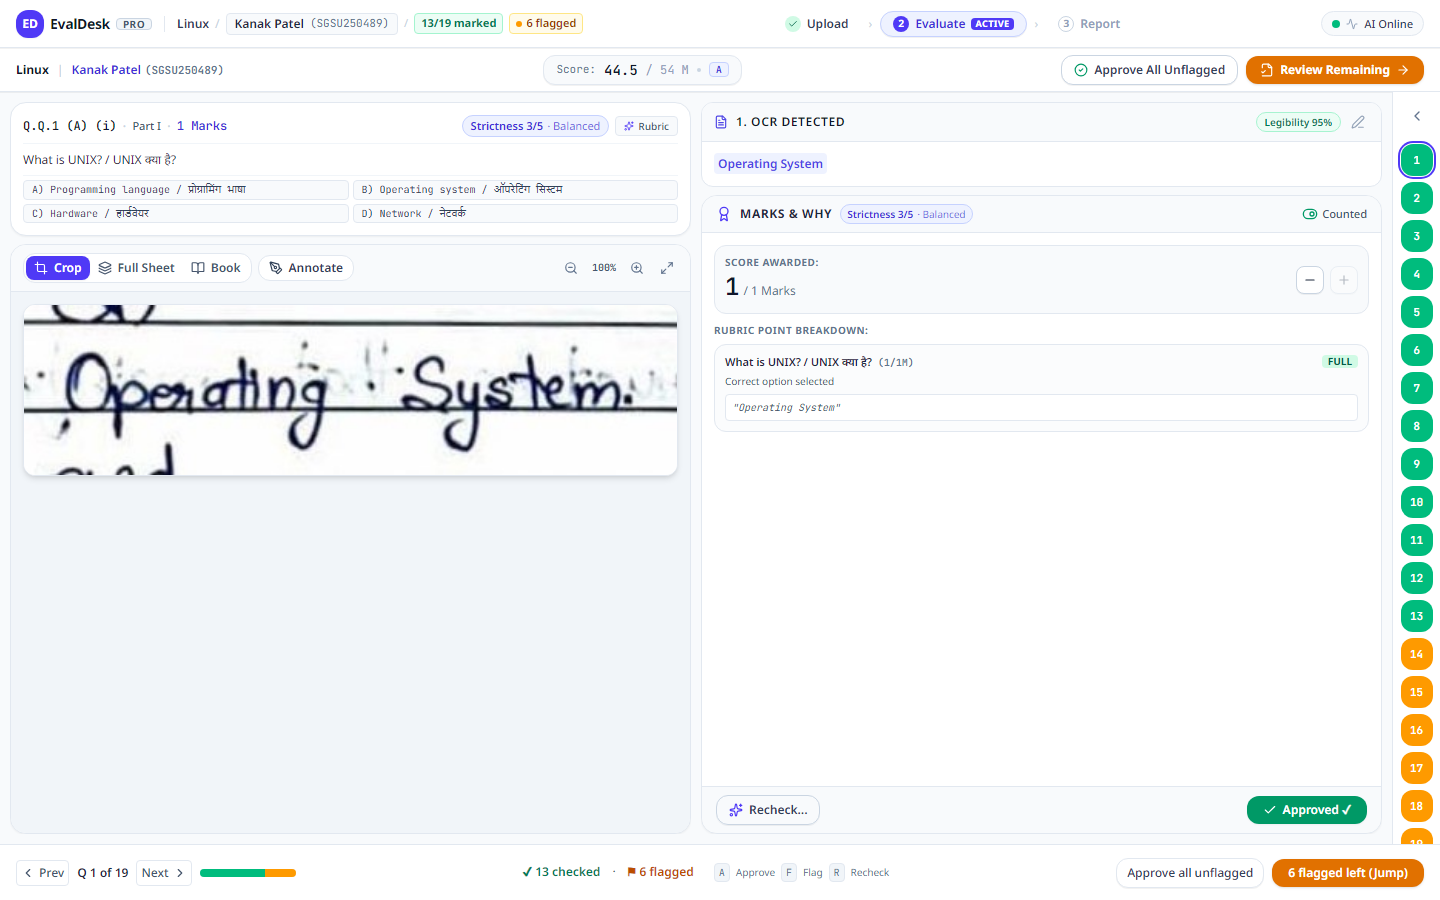 ED EvalDesk PRO Linux / Kanak Patel (SGSU250489) / 13/19 marked 6 flagged Upload 2 Evaluate ACTIVE 3 Report AI Online
Linux | Kanak Patel (SGSU250489) Score: 44.5 / 54 M • A Approve All Unflagged Review Remaining →
Q.Q.1 (A) (i) · Part I · 1 Marks Strictness 3/5 · Balanced Rubric
What is UNIX? / UNIX क्या है?
A) Programming language / प्रोग्रामिंग भाषा B) Operating system / ऑपरेटिंग सिस्टम
C) Hardware / हार्डवेयर D) Network / नेटवर्क
Crop Full Sheet Book Annotate 100%
Operating System.
and
1. OCR DETECTED Legibility 95%
Operating System
MARKS & WHY Strictness 3/5 · Balanced Counted
SCORE AWARDED:
1 / 1 Marks
RUBRIC POINT BREAKDOWN:
What is UNIX? / UNIX क्या है? (1/1M) FULL
Correct option selected
"Operating System"
Recheck... Approved ✓
1
2
3
4
5
6
7
8
9
10
11
12
13
14
15
16
17
18
19
Prev Q 1 of 19 Next ✓ 13 checked · 6 flagged A Approve F Flag R Recheck Approve all unflagged 6 flagged left (Jump)